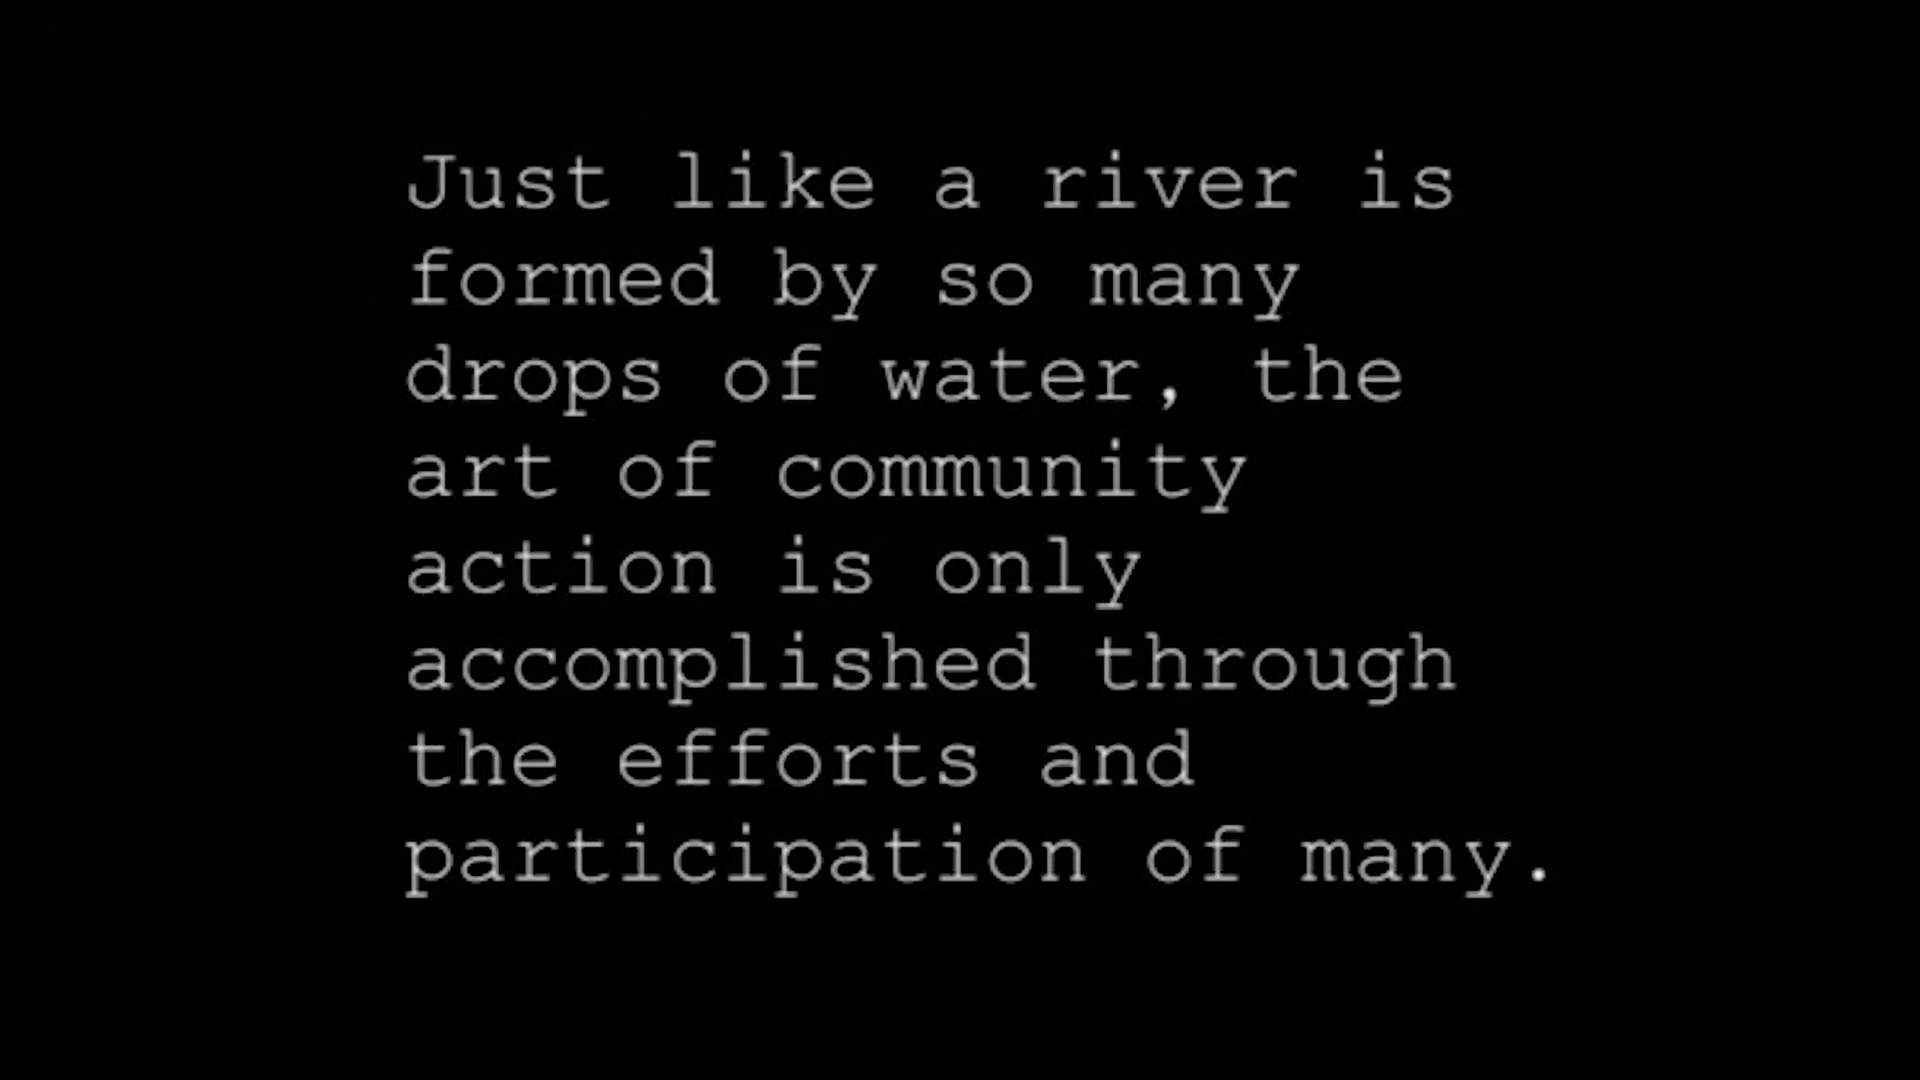 Just like a river is
formed by so many
drops of water, the
art of community
action is only
accomplished through
the efforts and
participation of many.